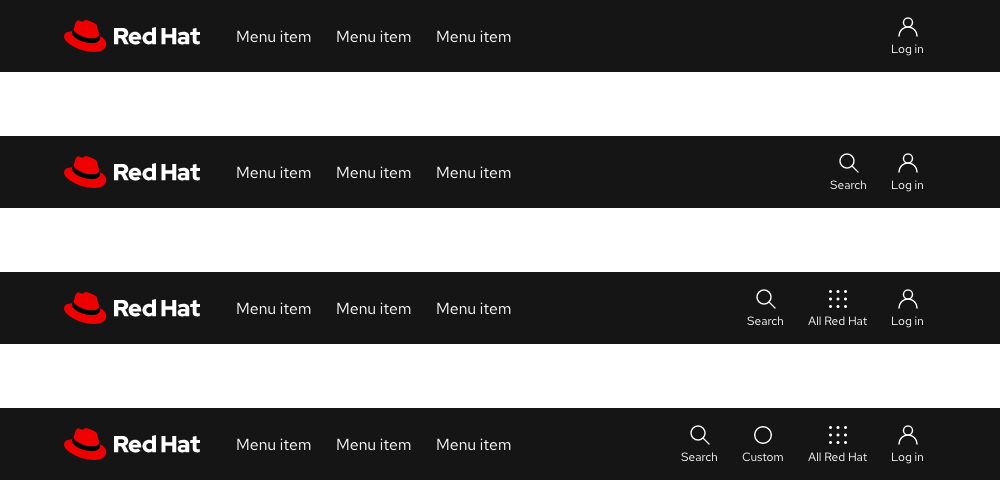 Red Hat Menu item Menu item Menu item Log in
Red Hat Menu item Menu item Menu item Search Log in
Red Hat Menu item Menu item Menu item Search All Red Hat Log in
Red Hat Menu item Menu item Menu item Search Custom All Red Hat Log in